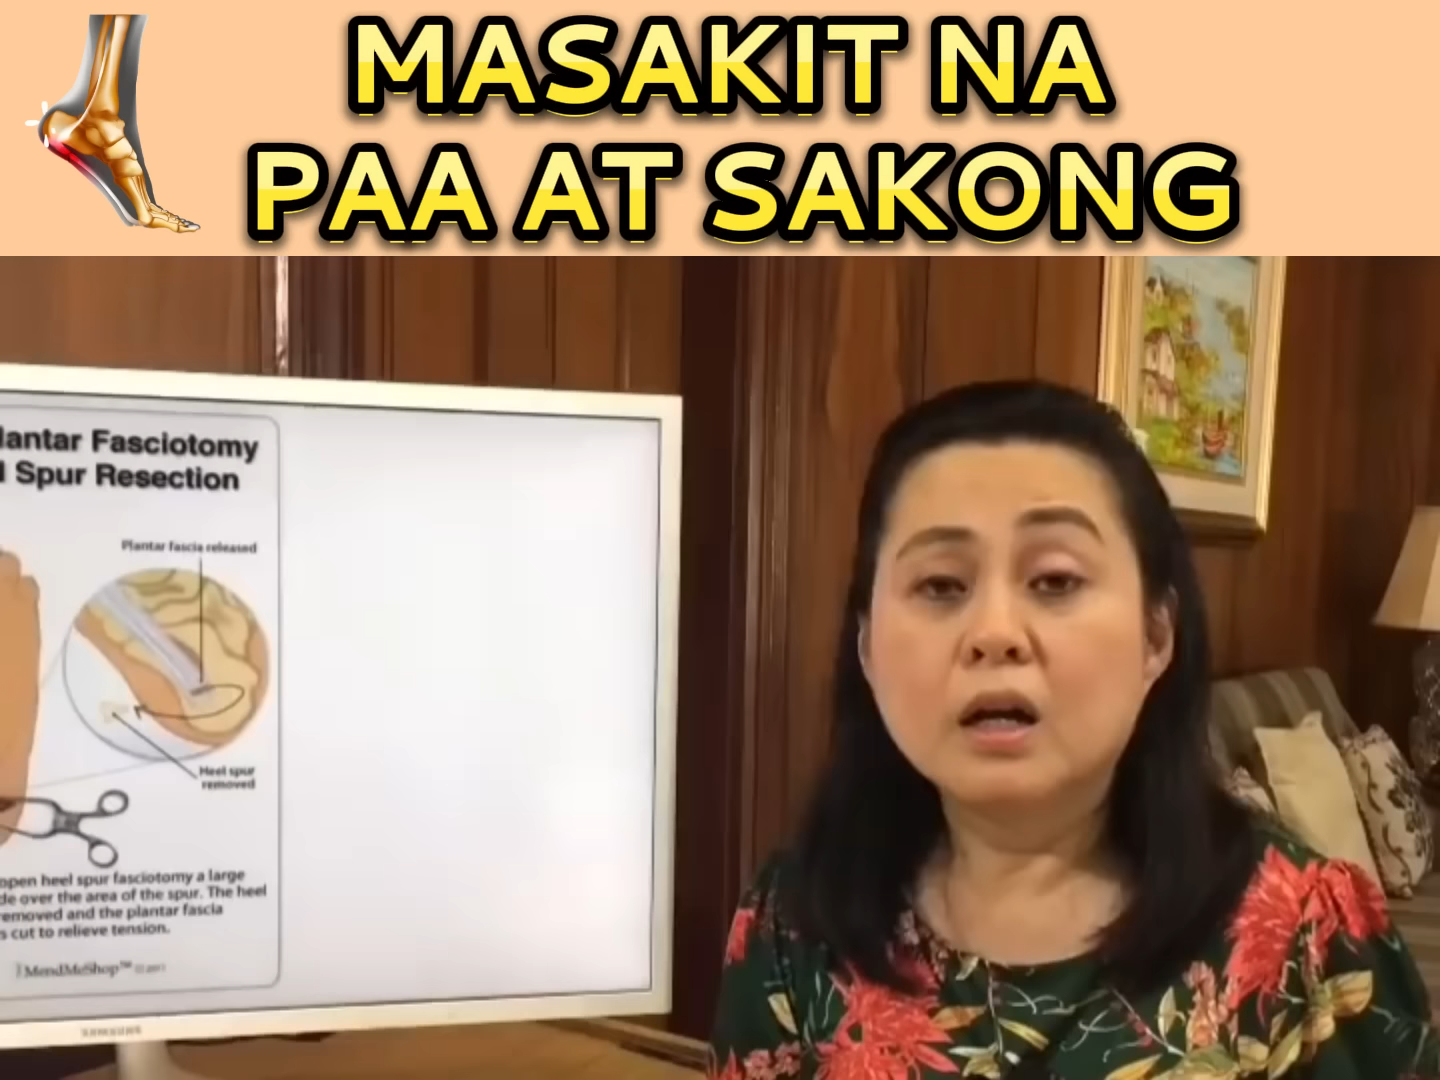 MASAKIT NA
PAA AT SAKONG
lantar Fasciotomy
l Spur Resection
Plantar fascia released
Heel spur
removed
open heel spur fasciotomy a large
de over the area of the spur. The heel
emoved and the plantar fascia
s cut to relieve tension.
MendMeShop™
SAMSUNG